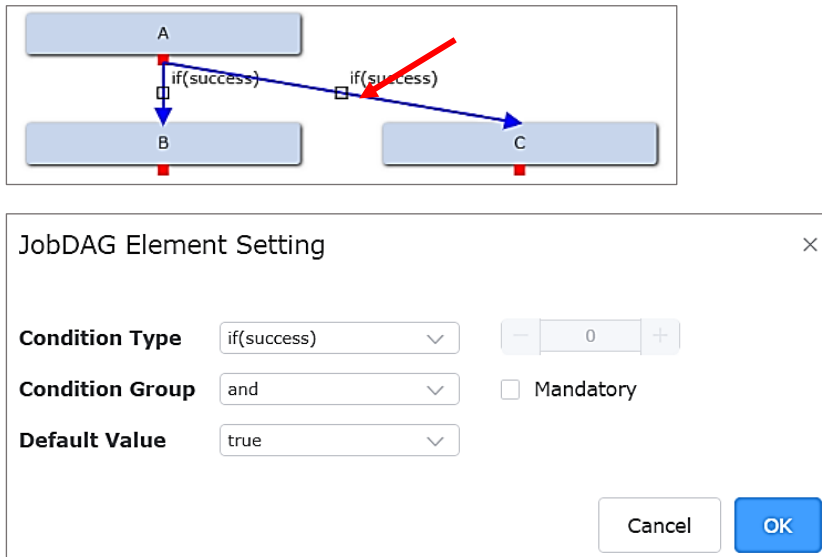 A
if(success) if(success)
B C
JobDAG Element Setting
Condition Type if(success) 0
Condition Group and Mandatory
Default Value true
Cancel OK